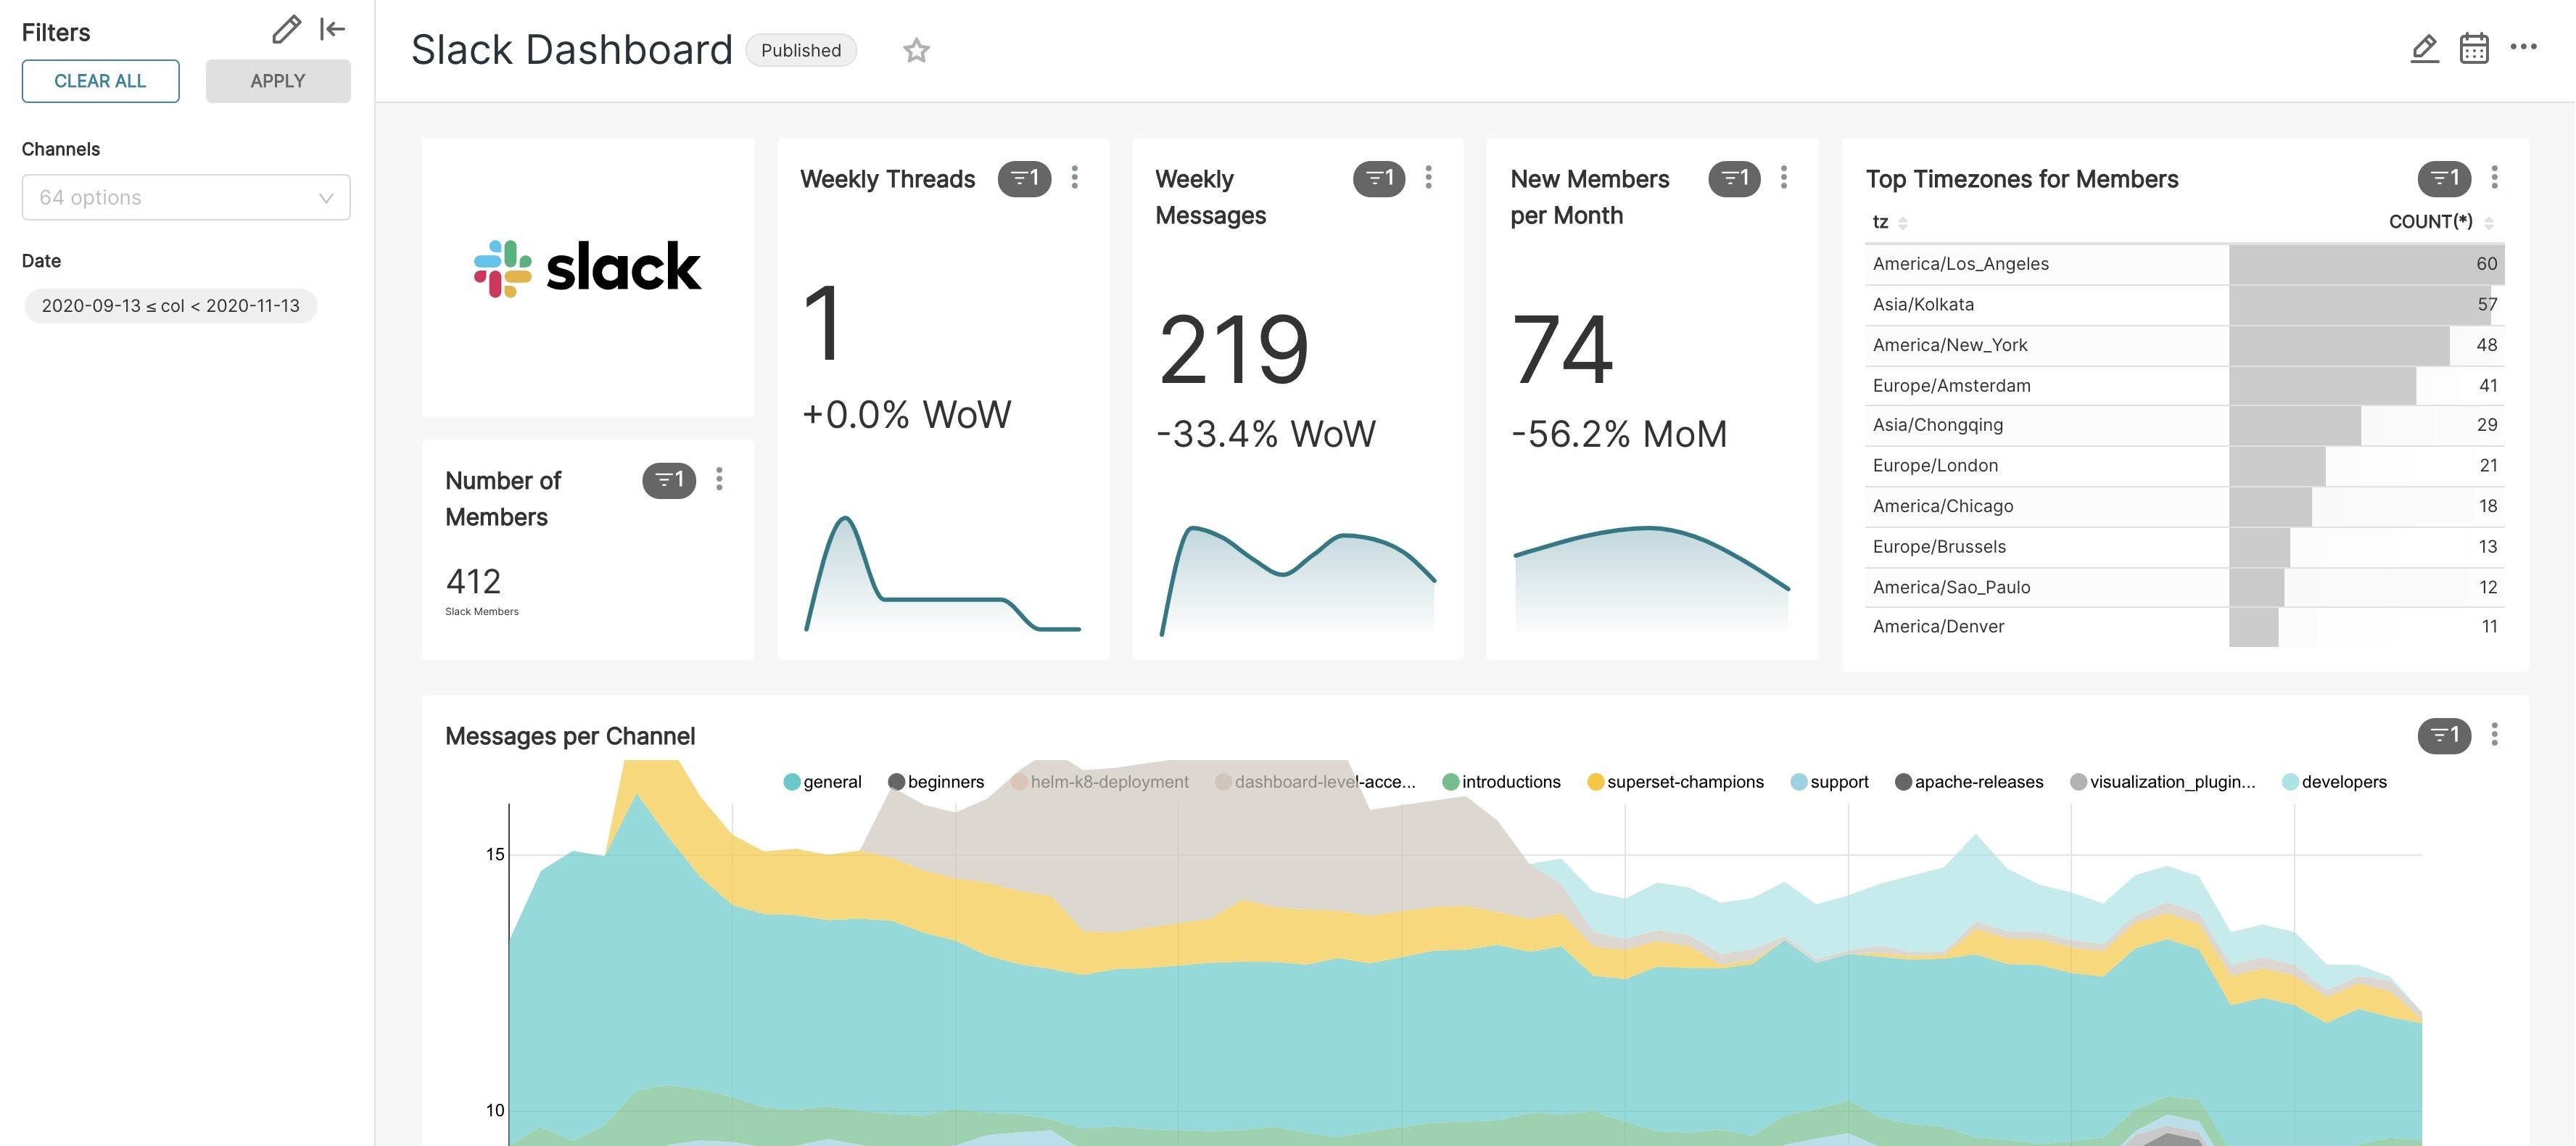 Filters
CLEAR ALL
APPLY
Channels
64 options
Date
2020-09-13 ≤ col < 2020-11-13
Slack Dashboard
Published
slack
Number of
Members
1
412
Slack Members
Weekly Threads
1
1
+0.0% WoW
Weekly
Messages
1
219
-33.4% WoW
New Members
per Month
1
74
-56.2% MoM
Top Timezones for Members
1
tz COUNT(*)
America/Los_Angeles 60
Asia/Kolkata 57
America/New_York 48
Europe/Amsterdam 41
Asia/Chongqing 29
Europe/London 21
America/Chicago 18
Europe/Brussels 13
America/Sao_Paulo 12
America/Denver 11
Messages per Channel
1
general beginners helm-k8-deployment dashboard-level-acce... introductions superset-champions support apache-releases visualization_plugin... developers
15
10